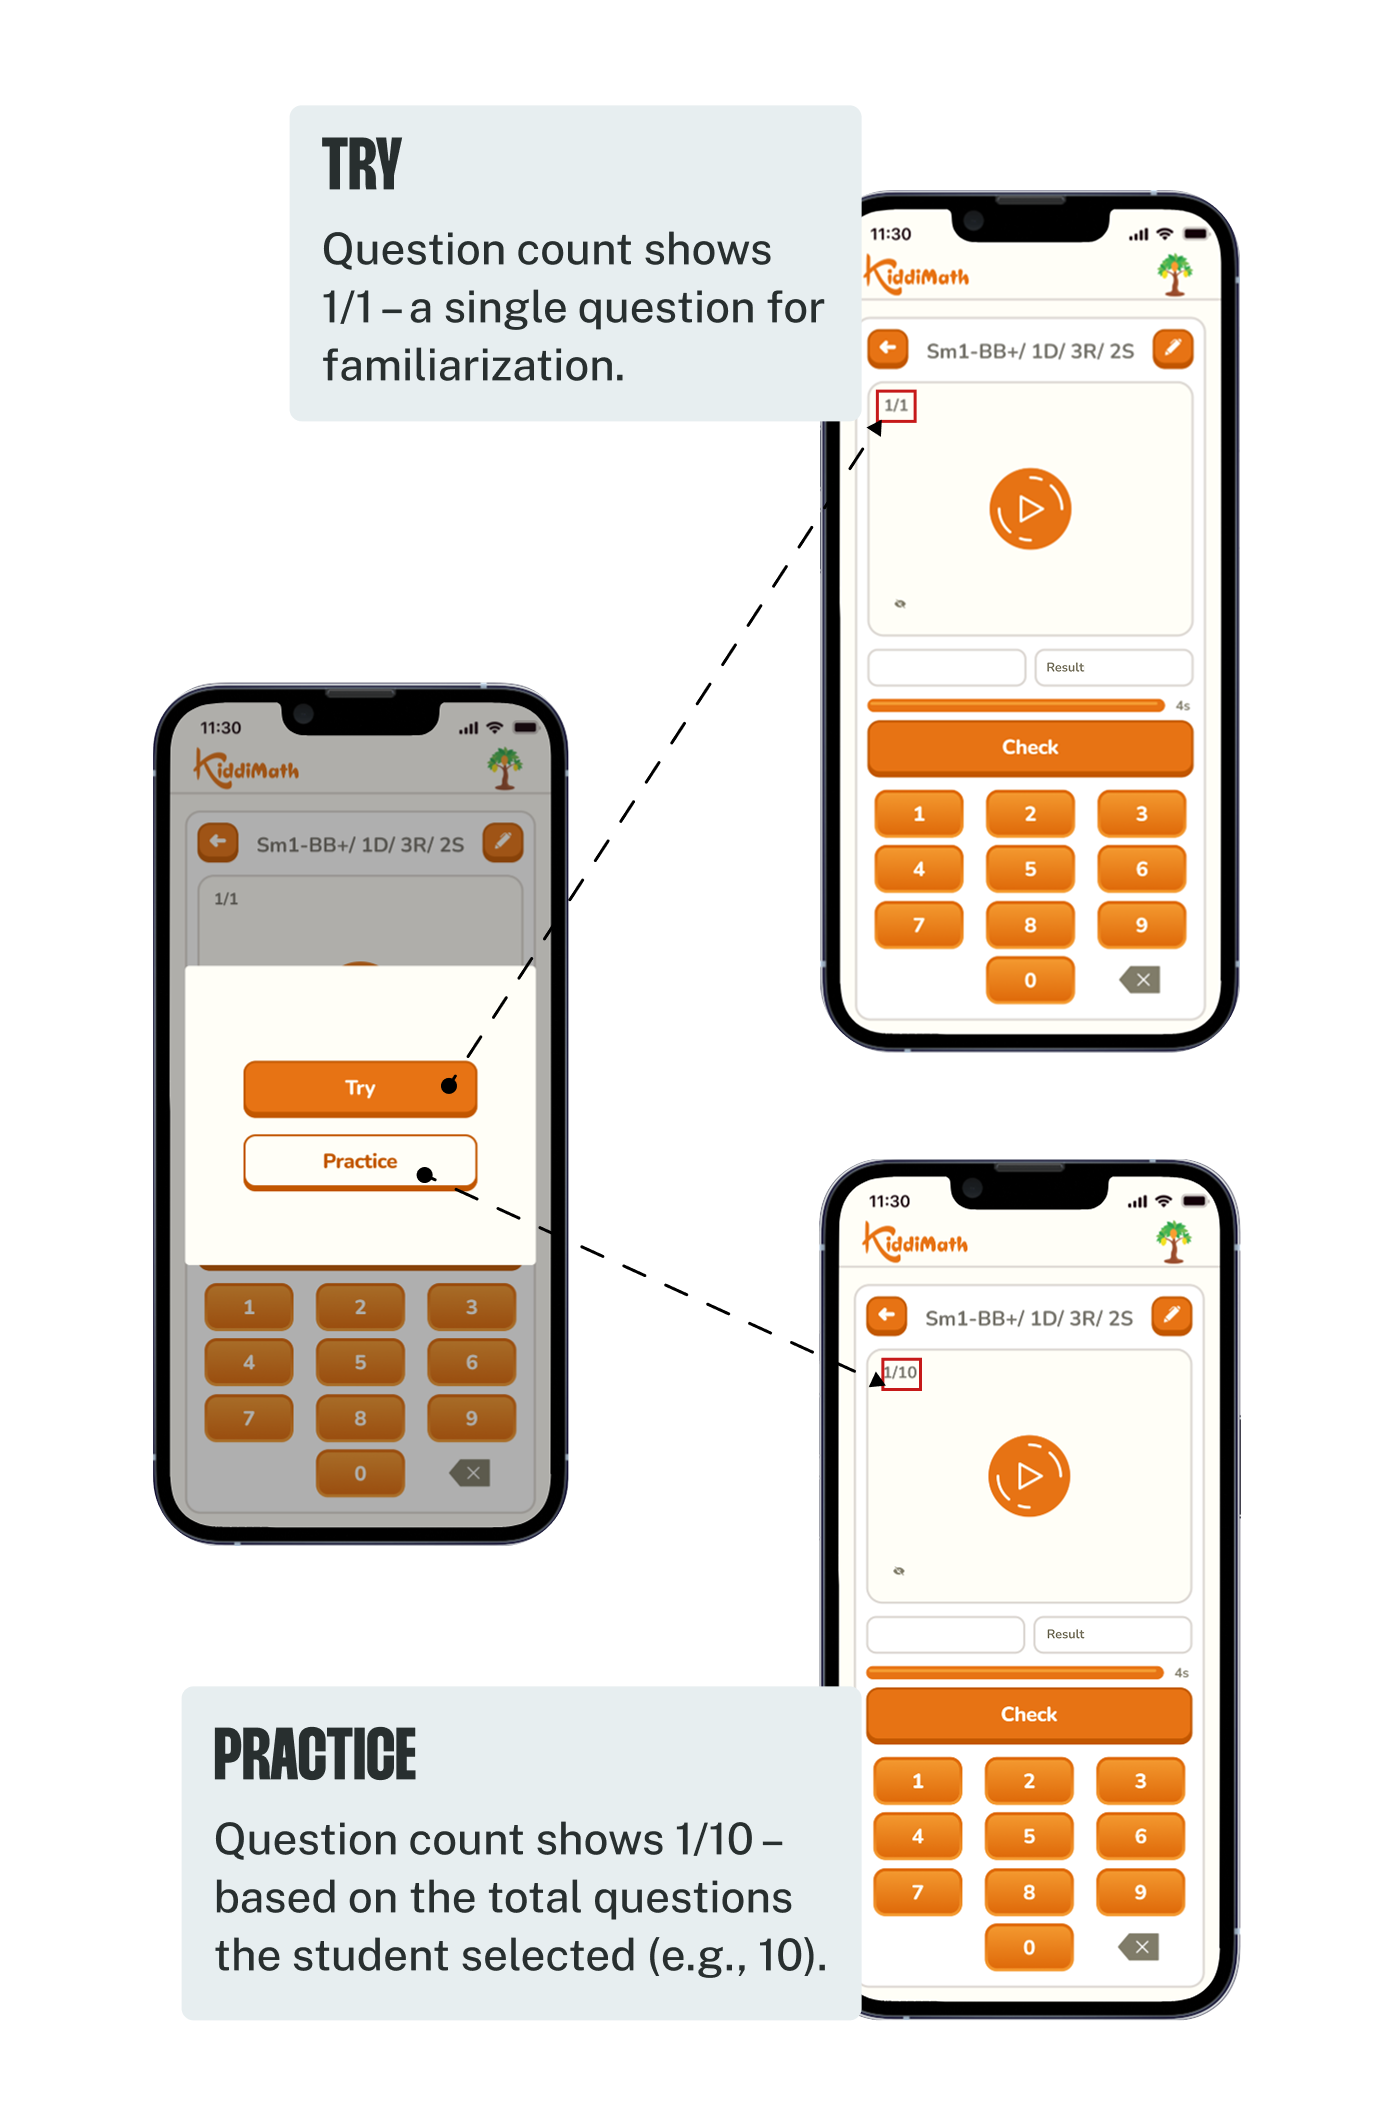 TRY
Question count shows
1/1 – a single question for
familiarization.
11:30
KiddiMath
Sm1-BB+/ 1D/ 3R/ 2S
1/1
Result
4s
Check
1 2 3
4 5 6
7 8 9
0
11:30
KiddiMath
Sm1-BB+/ 1D/ 3R/ 2S
1/1
Try
Practice
1 2 3
4 5 6
7 8 9
0
11:30
KiddiMath
Sm1-BB+/ 1D/ 3R/ 2S
1/10
Result
4s
Check
1 2 3
4 5 6
7 8 9
0
PRACTICE
Question count shows 1/10 –
based on the total questions
the student selected (e.g., 10).